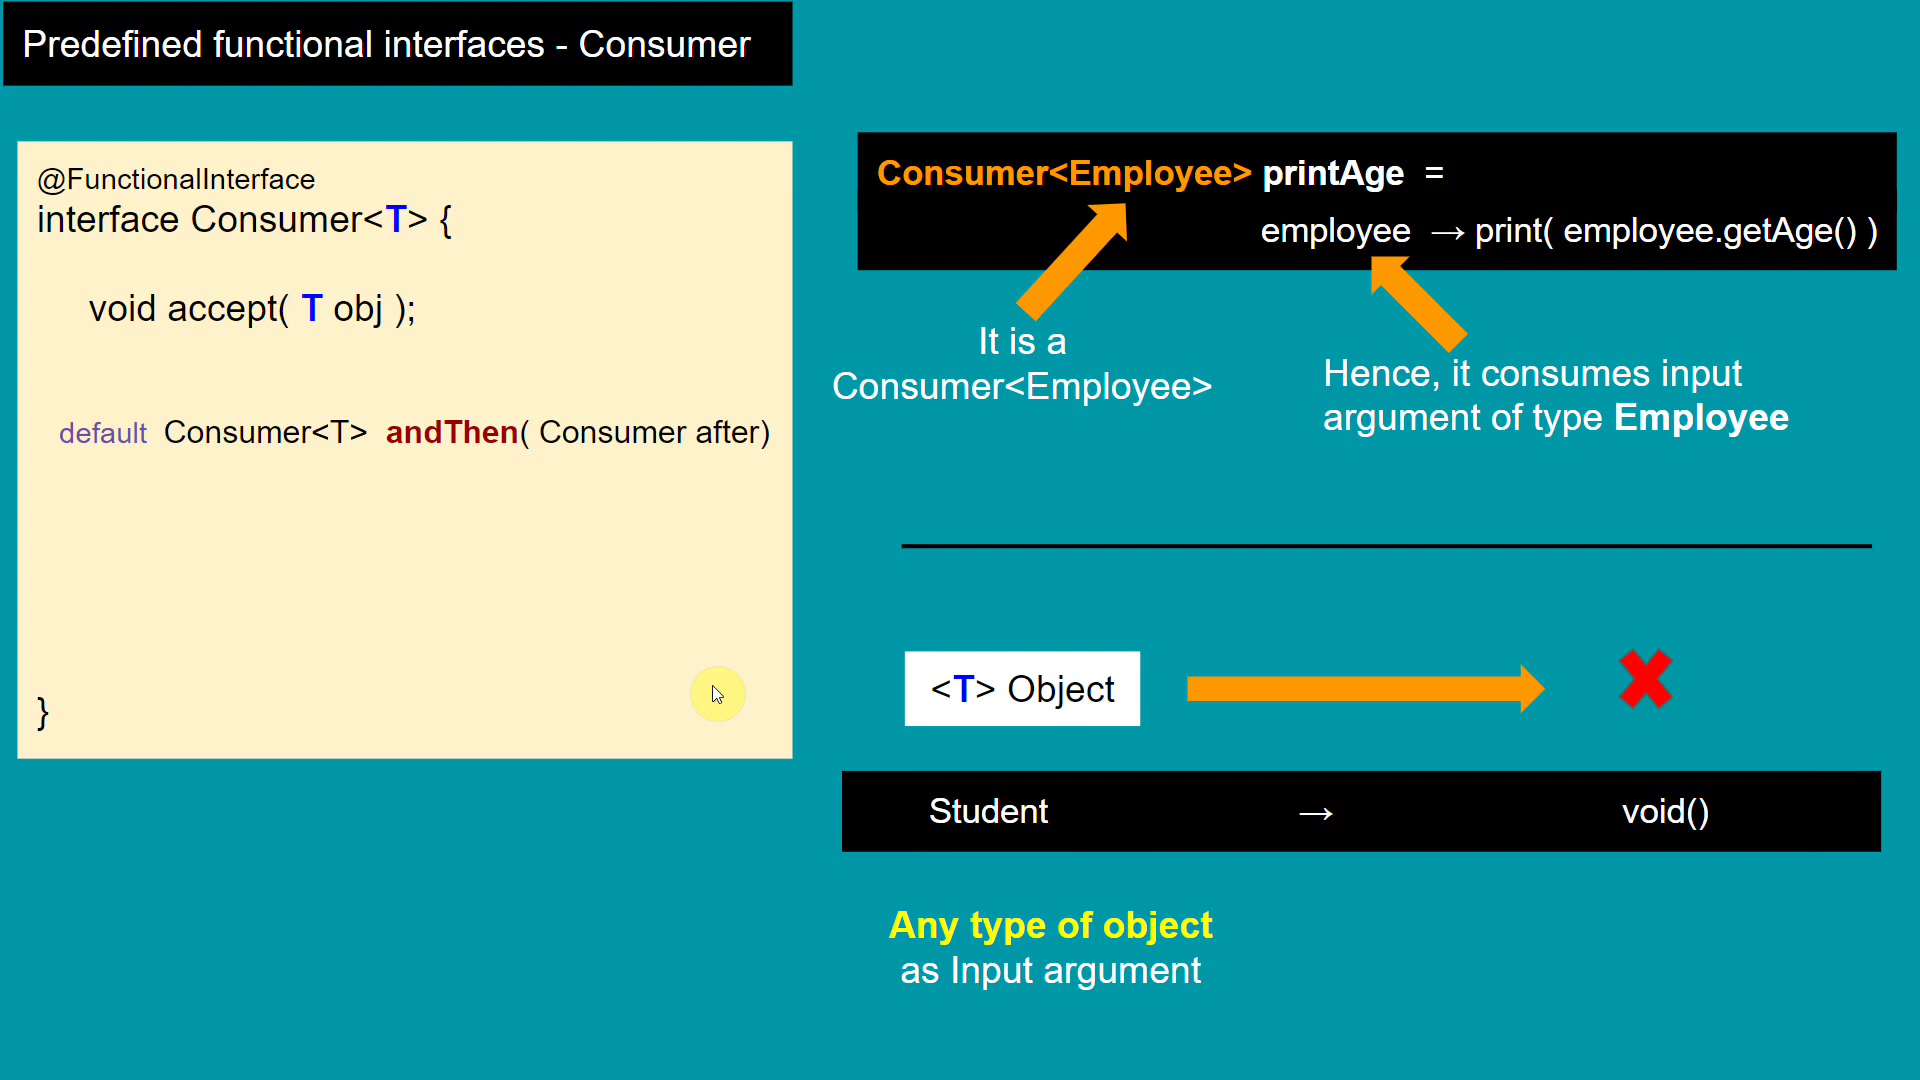 Predefined functional interfaces - Consumer
@FunctionalInterface
interface Consumer<T> {
void accept( T obj );
default Consumer<T> andThen( Consumer after)
}
Consumer<Employee> printAge =
employee → print( employee.getAge() )
It is a
Consumer<Employee>
Hence, it consumes input
argument of type Employee
<T> Object
Student → void()
Any type of object
as Input argument